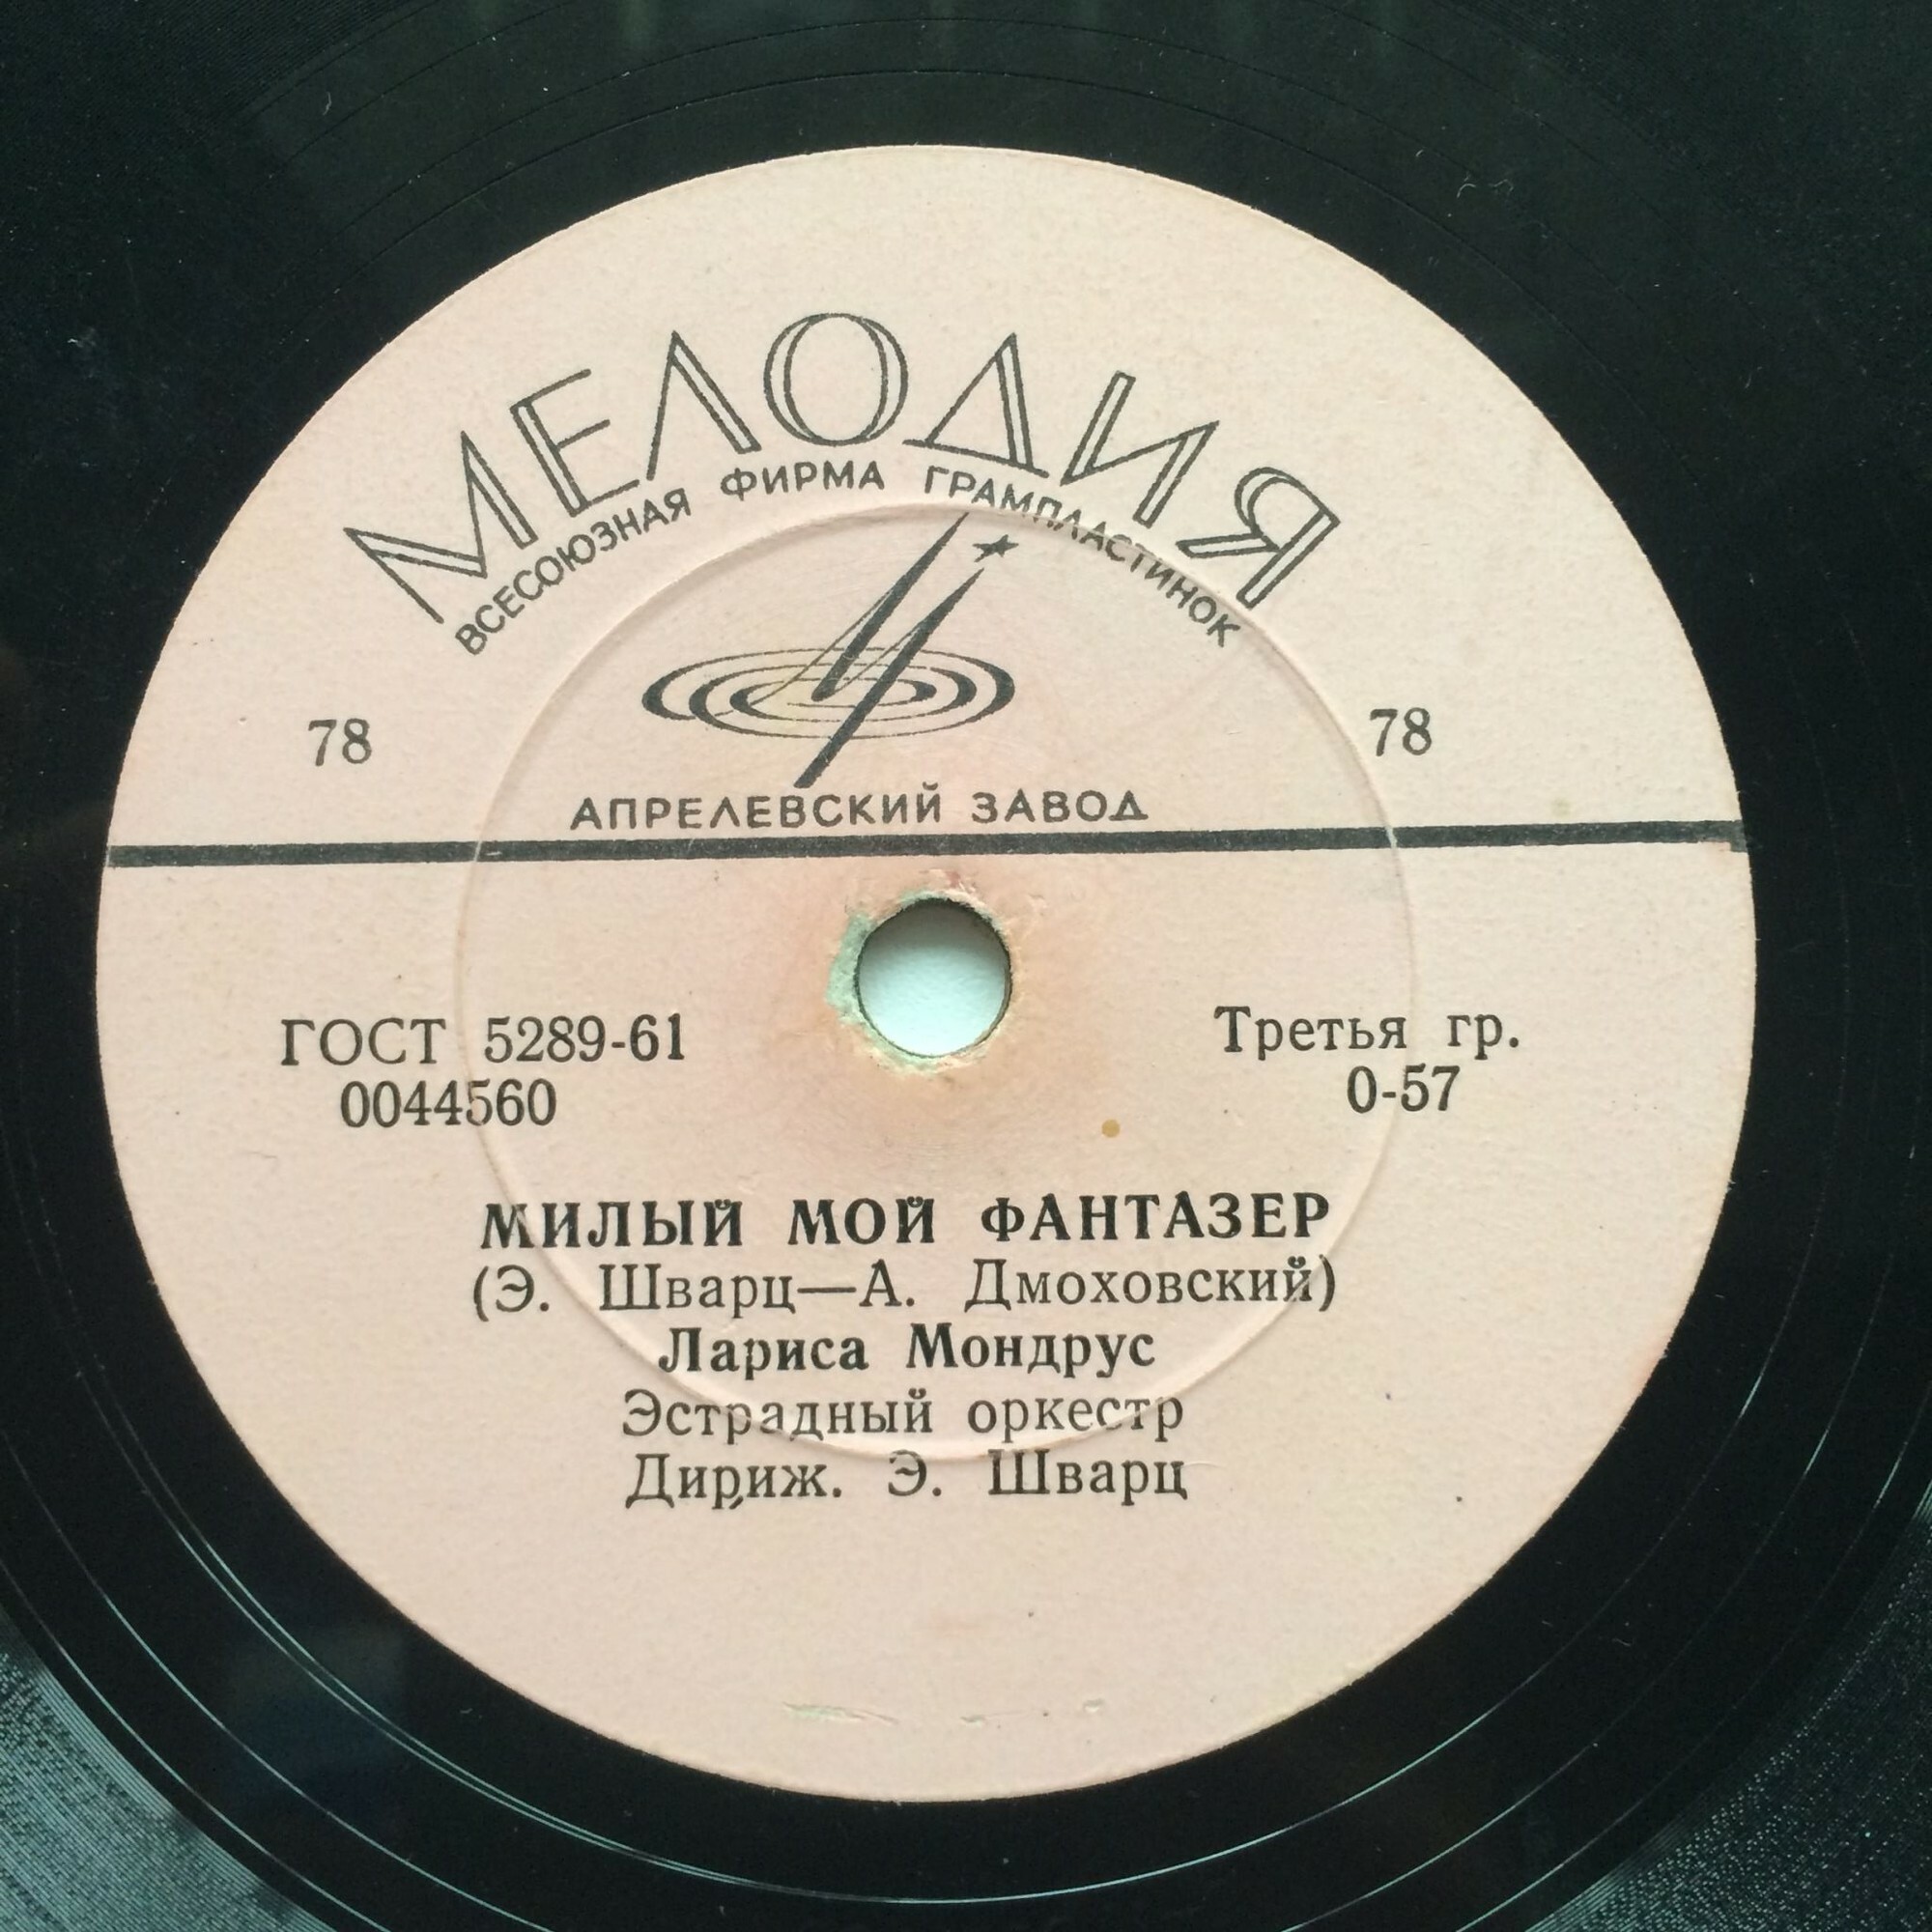 МЕЛОДИЯ
ВСЕСОЮЗНАЯ ФИРМА ГРАМПЛАСТИНОК
78 78
АПРЕЛЕВСКИЙ ЗАВОД
ГОСТ 5289-61 Третья гр.
0044560 0-57
МИЛЫЙ МОЙ ФАНТАЗЕР
(Э. Шварц—А. Дмоховский)
Лариса Мондрус
Эстрадный оркестр
Дириж. Э. Шварц